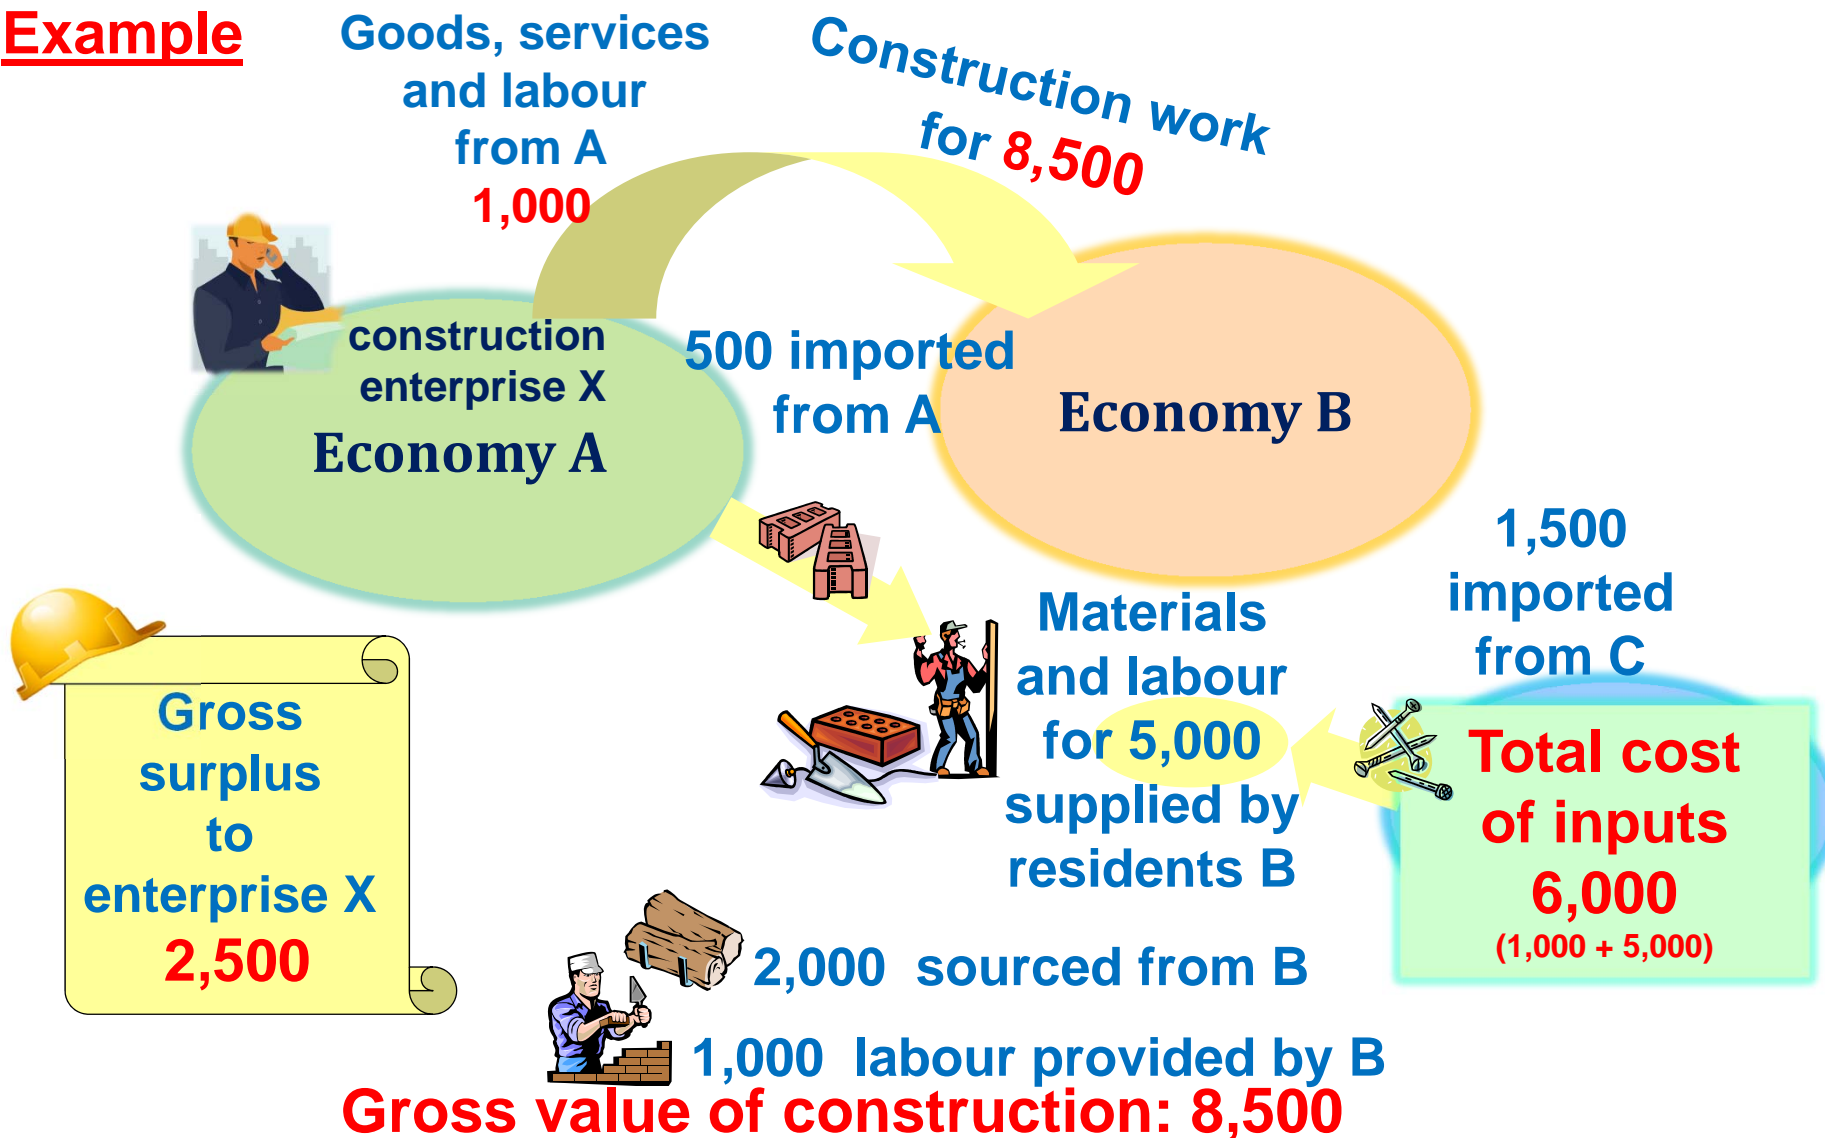 Example
Goods, services
and labour
from A
1,000
Construction work
for 8,500
construction
enterprise X
Economy A
500 imported
from A
Economy B
1,500
imported
from C
Gross
surplus
to
enterprise X
2,500
Materials
and labour
for 5,000
supplied by
residents B
Total cost
of inputs
6,000
(1,000 + 5,000)
2,000 sourced from B
1,000 labour provided by B
Gross value of construction: 8,500